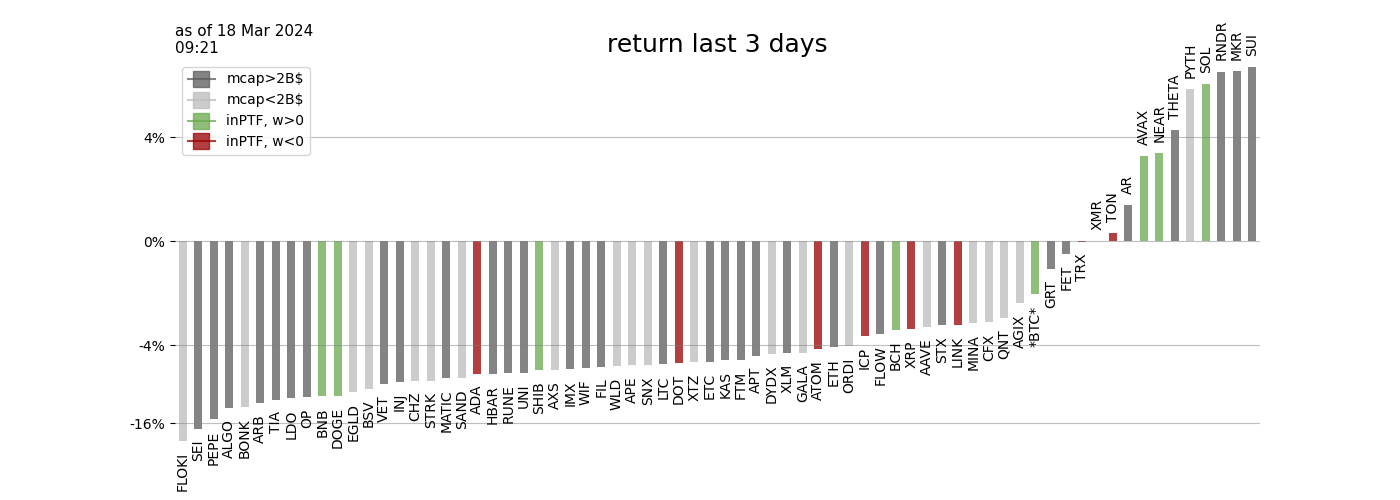 as of 18 Mar 2024
09:21
return last 3 days
mcap>2B$
mcap<2B$
inPTF, w>0
inPTF, w<0
4%
0%
-4%
-16%
FLOKI
SEI
PEPE
ALGO
BONK
ARB
TIA
LDO
OP
BNB
DOGE
EGLD
BSV
VET
INJ
CHZ
STRK
MATIC
SAND
ADA
HBAR
RUNE
UNI
SHIB
AXS
IMX
WIF
FIL
WLD
APE
SNX
LTC
DOT
XTZ
ETC
KAS
FTM
APT
DYDX
XLM
GALA
ATOM
ETH
ORDI
ICP
FLOW
BCH
XRP
AAVE
STX
LINK
MINA
CFX
QNT
AGIX
*BTC*
GRT
FET
TRX
XMR
TON
AR
AVAX
NEAR
THETA
PYTH
SOL
RNDR
MKR
SUI